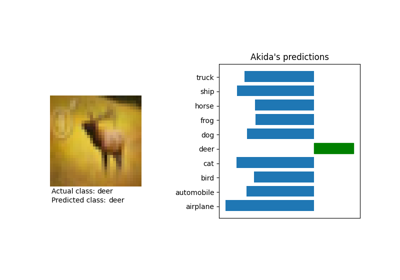 Akida's predictions
truck
ship
horse
frog
dog
deer
cat
bird
automobile
airplane
Actual class: deer
Predicted class: deer